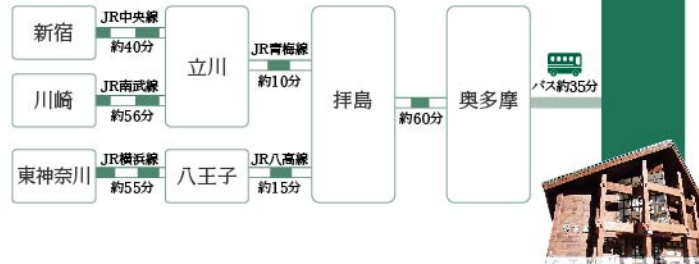 新宿
JR中央線
約40分
川崎
JR南武線
約56分
立川
JR青梅線
約10分
東神奈川
JR横浜線
約55分
八王子
JR八高線
約15分
拝島
約60分
奥多摩
バス約35分